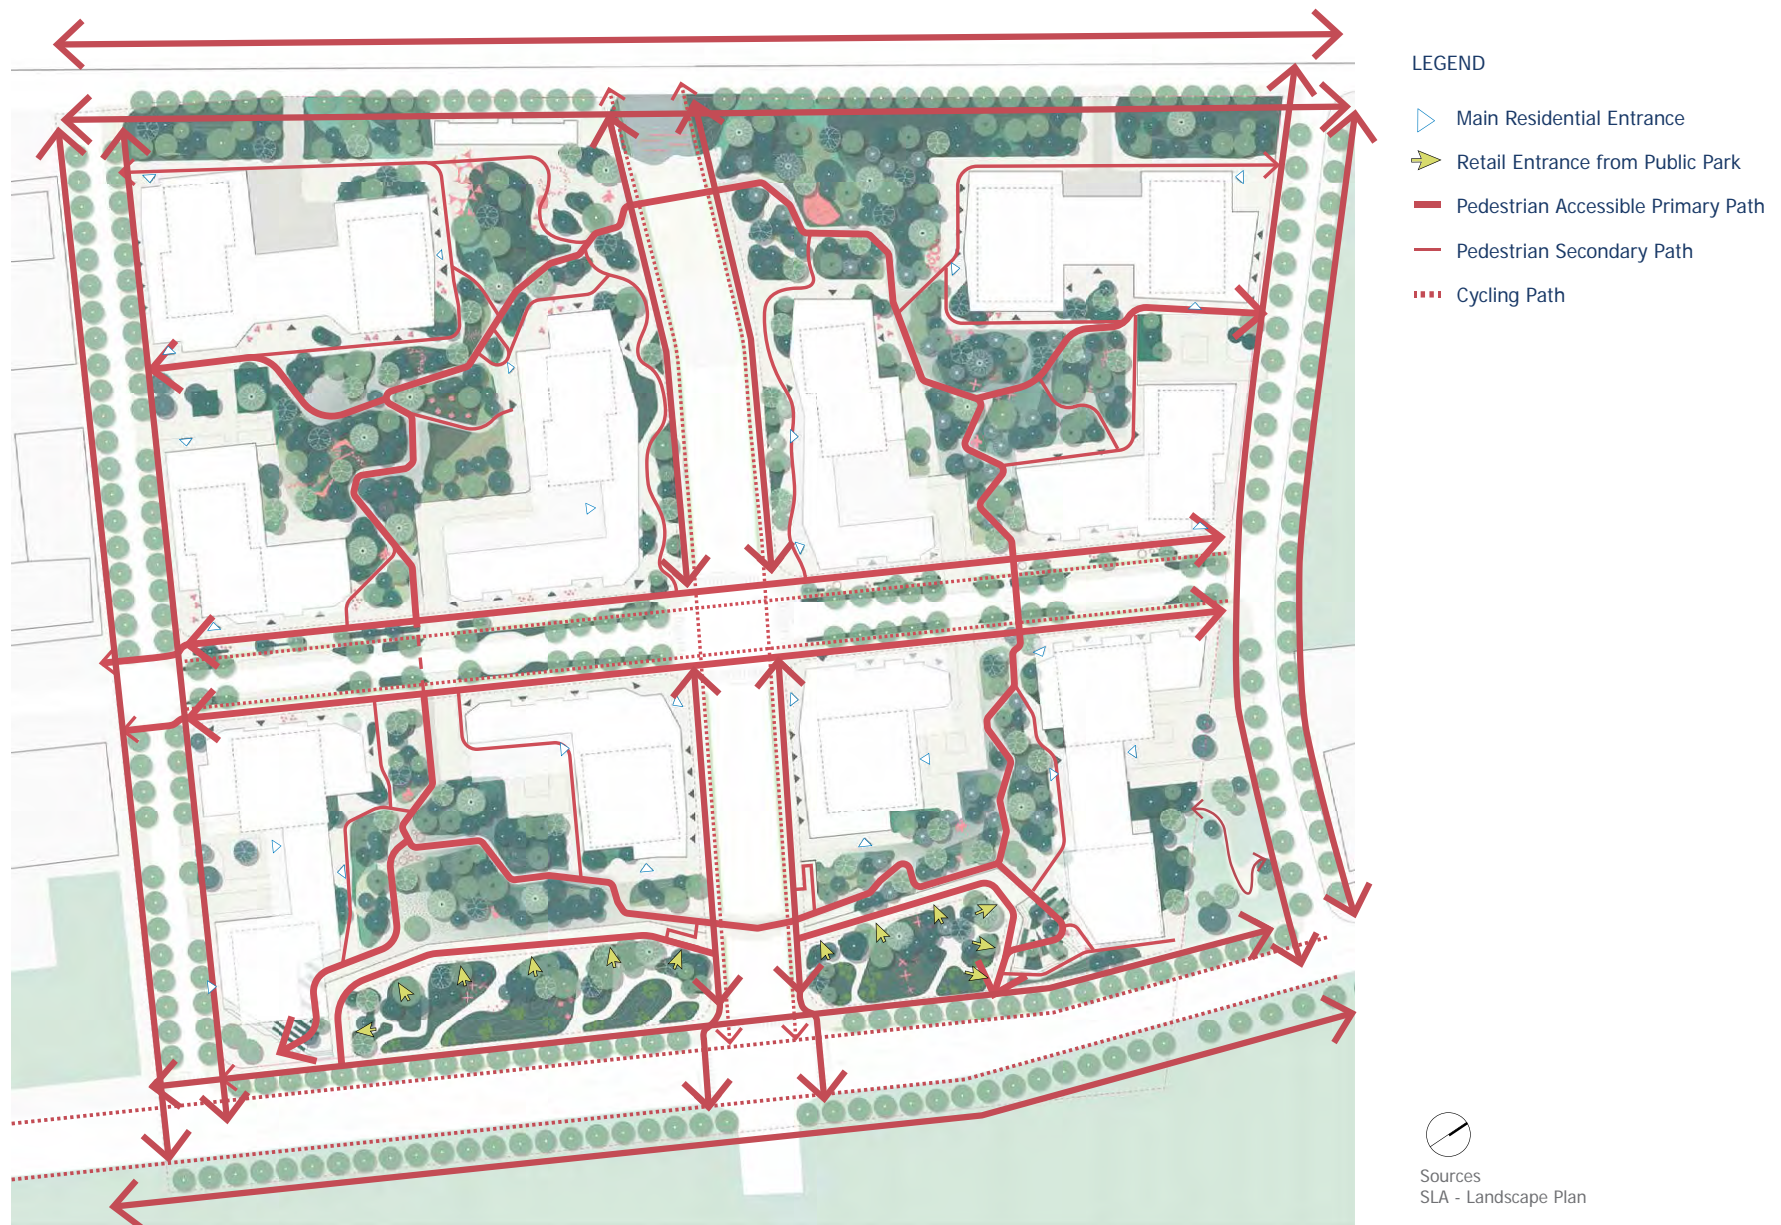 LEGEND
Main Residential Entrance
Retail Entrance from Public Park
Pedestrian Accessible Primary Path
Pedestrian Secondary Path
Cycling Path
Sources
SLA - Landscape Plan